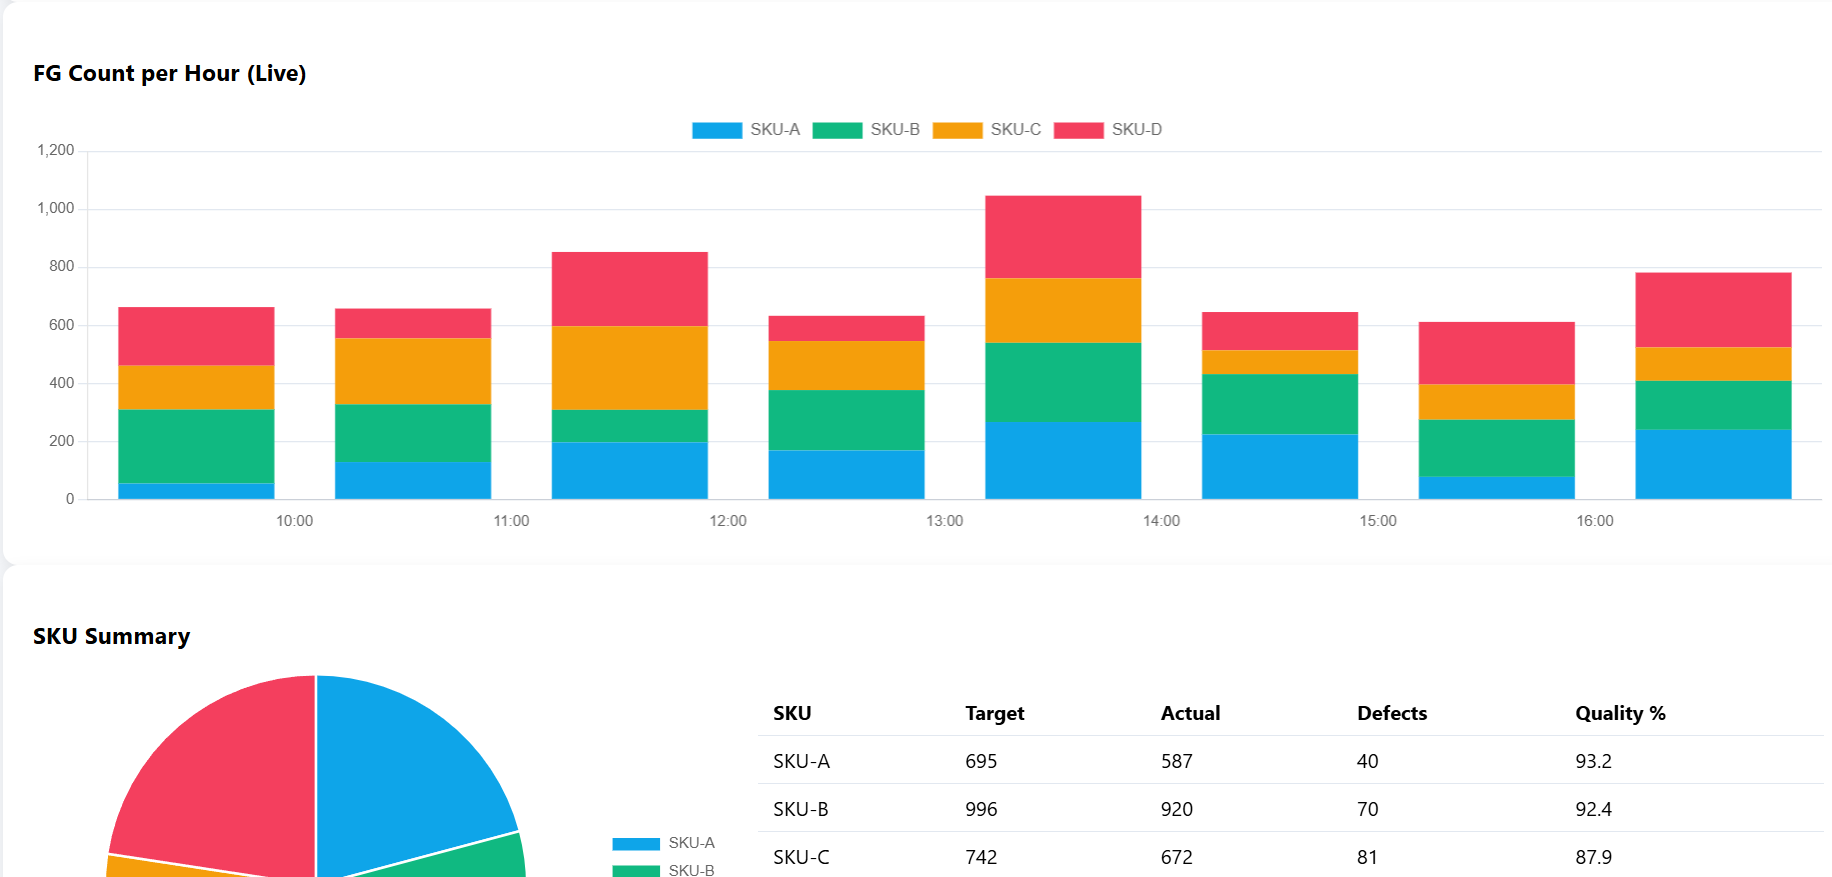 FG Count per Hour (Live)
SKU-A SKU-B SKU-C SKU-D
1,200
1,000
800
600
400
200
0
10:00 11:00 12:00 13:00 14:00 15:00 16:00
SKU Summary
SKU Target Actual Defects Quality %
SKU-A 695 587 40 93.2
SKU-B 996 920 70 92.4
SKU-C 742 672 81 87.9
SKU-A
SKU-B